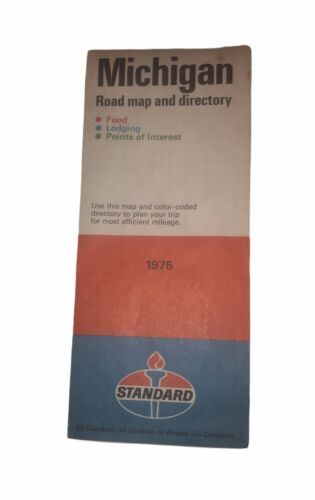 Michigan
Road map and directory
Food
Lodging
Points of Interest
Use this map and color-coded
directory to plan your trip
for most efficient mileage.
1975
STANDARD
Standard Oil Division of Amoco Oil Company